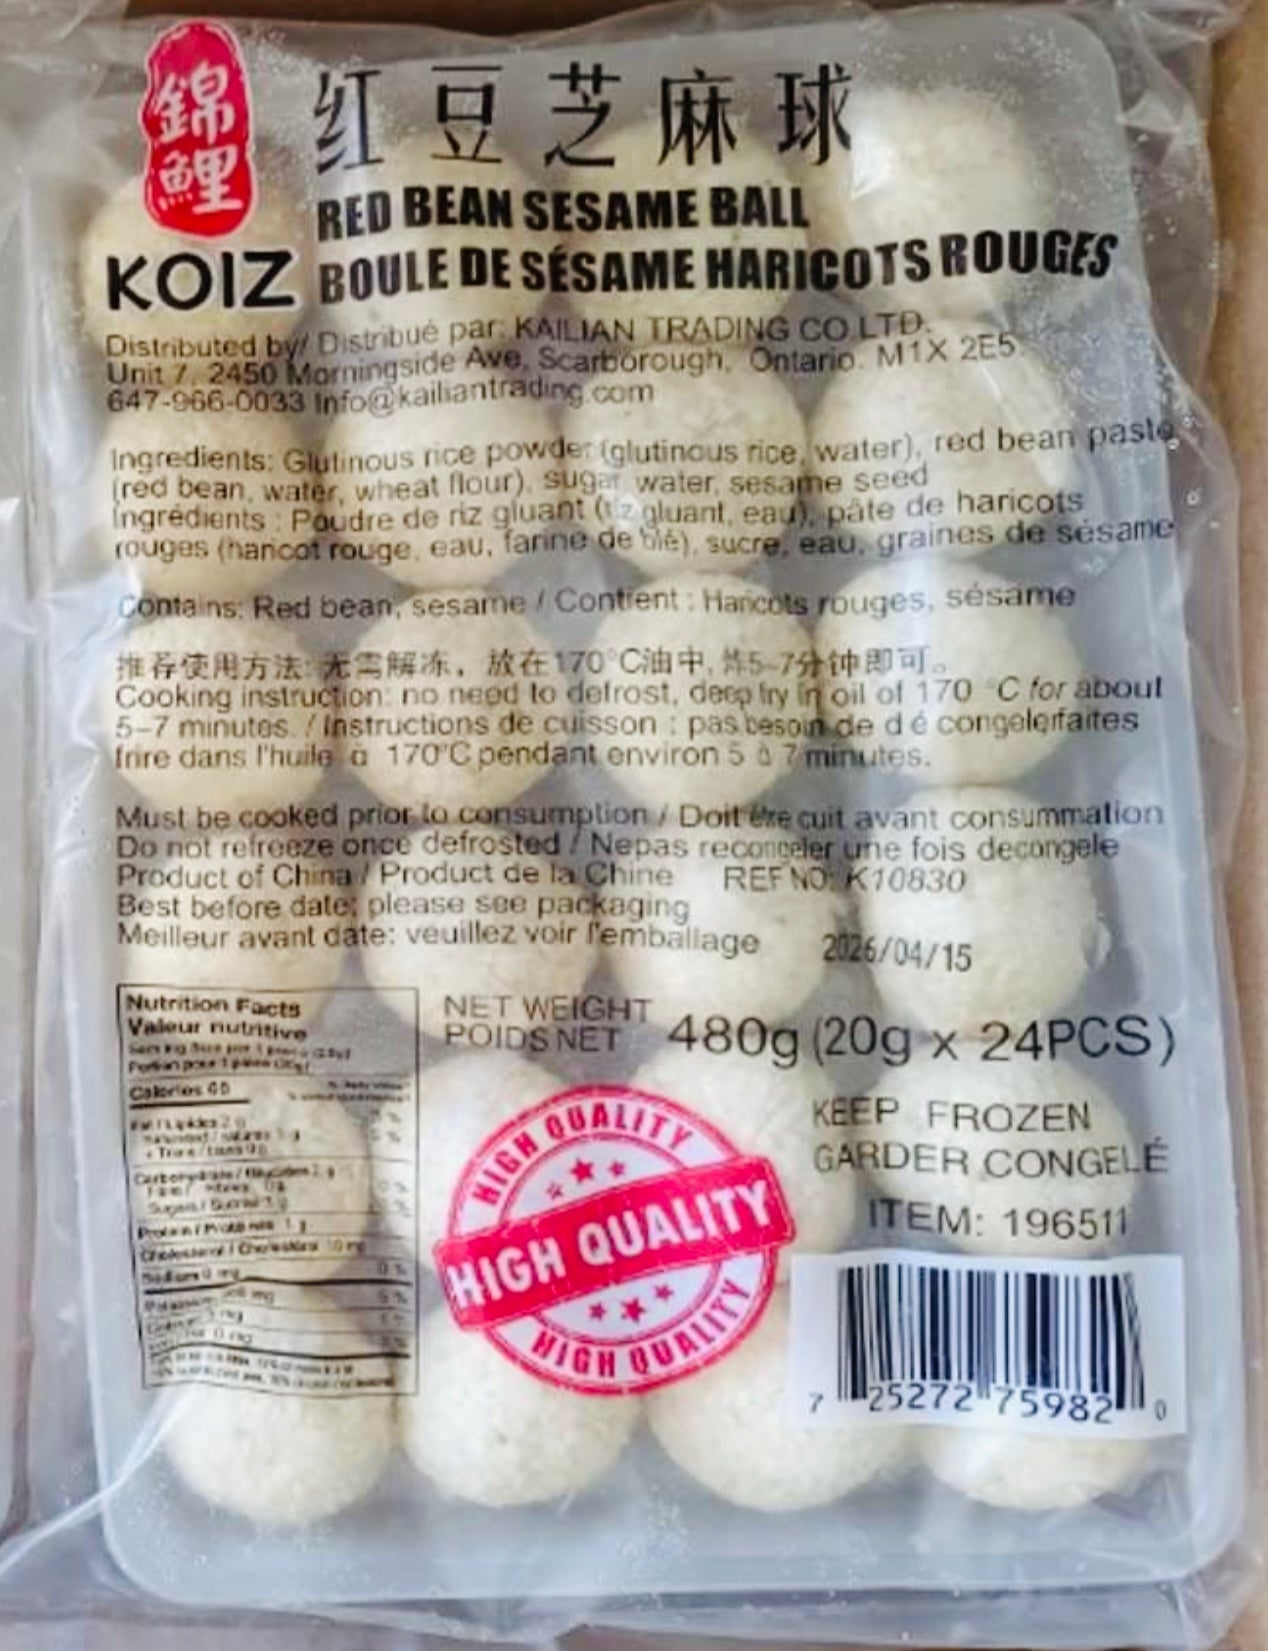 錦鯉
KOIZ
红豆芝麻球
RED BEAN SESAME BALL
BOULE DE SÉSAME HARICOTS ROUGES
Distributed by/ Distribué par: KAILIAN TRADING CO.LTD.
Unit 7, 2450 Morningside Ave, Scarborough, Ontario. M1X 2E5
647-966-0033 Info@kailiantrading.com
Ingredients: Glutinous rice powder (glutinous rice, water), red bean paste
(red bean, water, wheat flour), sugar, water, sesame seed
Ingrédients : Poudre de riz gluant (riz gluant, eau), pâte de haricots
rouges (haricot rouge, eau, farine de blé), sucre, eau, graines de sésame
Contains: Red bean, sesame / Contient : Haricots rouges, sésame
推荐使用方法: 无需解冻，放在170°C油中, 炸5-7分钟即可。
Cooking instruction: no need to defrost, deep fry in oil of 170 °C for about
5-7 minutes. / Instructions de cuisson : pas besoin de dé congelerfaites
frire dans l'huile à 170°C pendant environ 5 à 7 minutes.
Must be cooked prior to consumption / Doit être cuit avant consummation
Do not refreeze once defrosted / Nepas recongeler une fois decongele
Product of China / Product de la Chine REF NO: K10830
Best before date: please see packaging
Meilleur avant date: veuillez voir l'emballage 2026/04/15
Nutrition Facts
Valeur nutritive
Calories 60
NET WEIGHT
POIDS NET
480g (20g x 24PCS)
KEEP FROZEN
GARDER CONGELÉ
ITEM: 196511
HIGH QUALITY
HIGH QUALITY
HIGH QUALITY
7 25272 75982 0